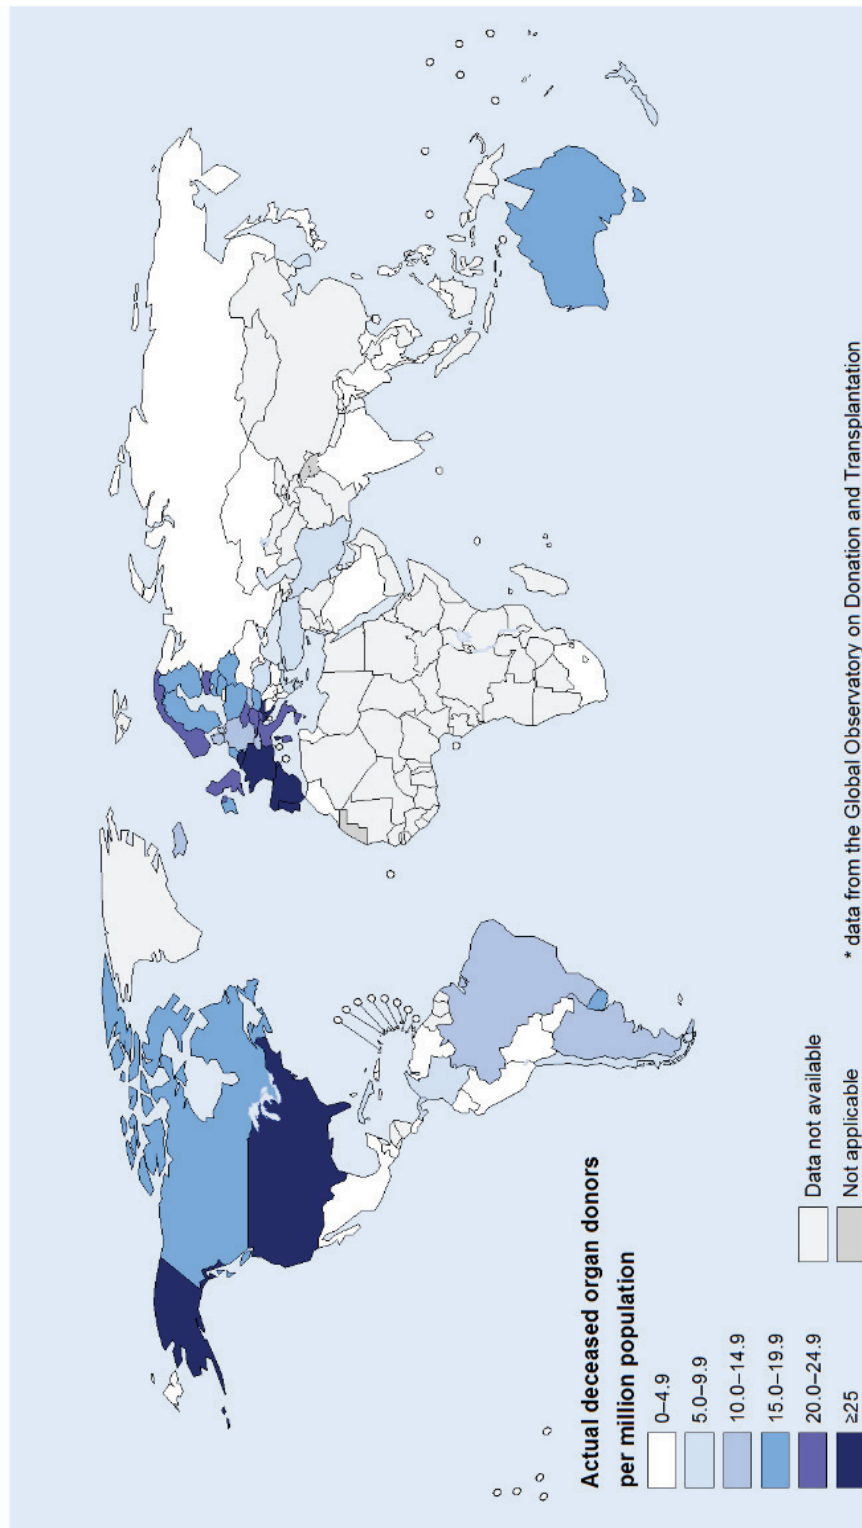 Actual deceased organ donors
per million population
0–4.9
5.0–9.9
10.0–14.9
15.0–19.9
20.0–24.9
≥25
Data not available
Not applicable
* data from the Global Observatory on Donation and Transplantation